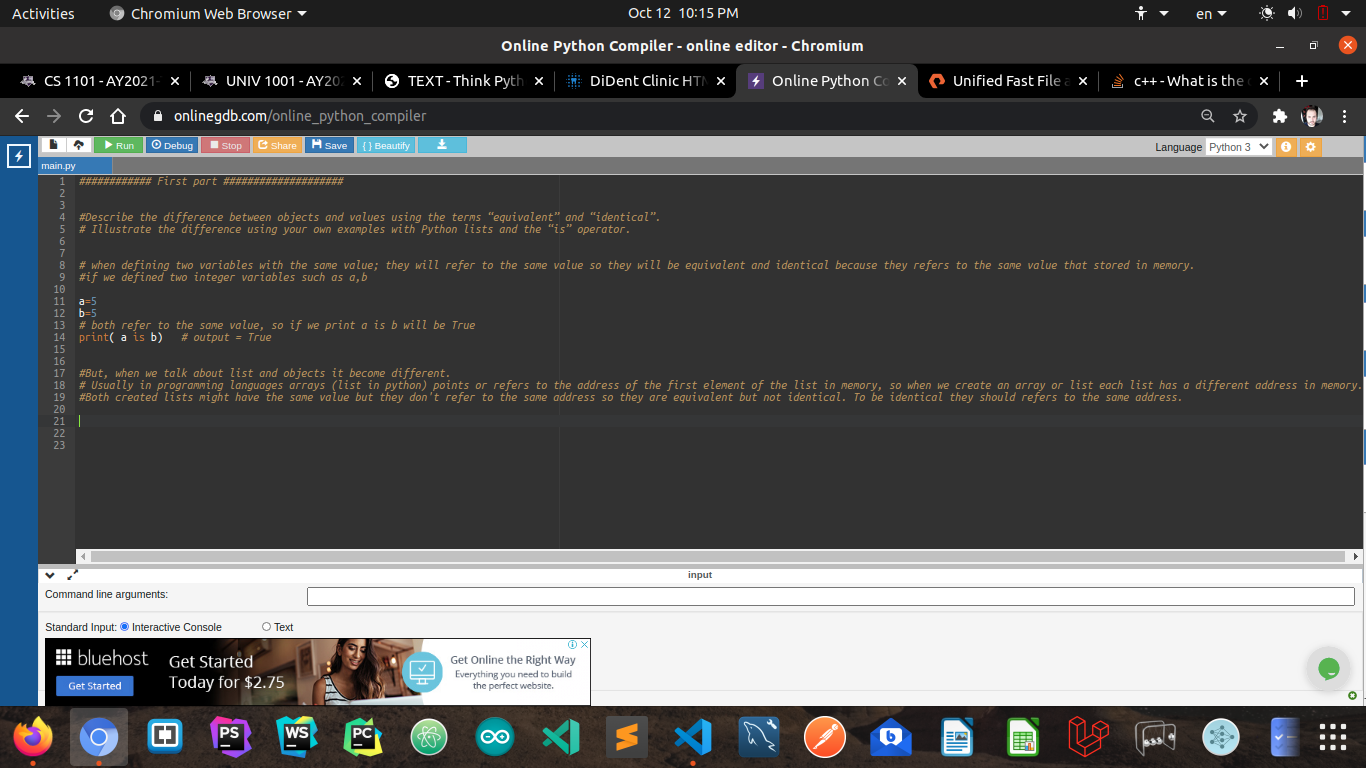 Activities
Chromium Web Browser
Oct 12 10:15 PM
en
Online Python Compiler - online editor - Chromium
CS 1101 - AY2021-
UNIV 1001 - AY20
TEXT - Think Pyth
DiDent Clinic HT
Online Python Co
Unified Fast File a
c++ - What is the
onlinegdb.com/online_python_compiler
Run
Debug
Stop
Share
Save
{ } Beautify
Language Python 3
main.py
1 ############ First part ####################
2
3
4 #Describe the difference between objects and values using the terms “equivalent” and “identical”.
5 # Illustrate the difference using your own examples with Python lists and the “is” operator.
6
7
8 # when defining two variables with the same value; they will refer to the same value so they will be equivalent and identical because they refers to the same value that stored in memory.
9 #if we defined two integer variables such as a,b
10
11 a=5
12 b=5
13 # both refer to the same value, so if we print a is b will be True
14 print( a is b) # output = True
15
16
17 #But, when we talk about list and objects it become different.
18 # Usually in programming languages arrays (list in python) points or refers to the address of the first element of the list in memory, so when we create an array or list each list has a different address in memory.
19 #Both created lists might have the same value but they don't refer to the same address so they are equivalent but not identical. To be identical they should refers to the same address.
20
21
22
23
input
Command line arguments:
Standard Input: Interactive Console Text
bluehost
Get Started
Get Started
Today for $2.75
Get Online the Right Way
Everything you need to build
the perfect website.
PS
WS
PC